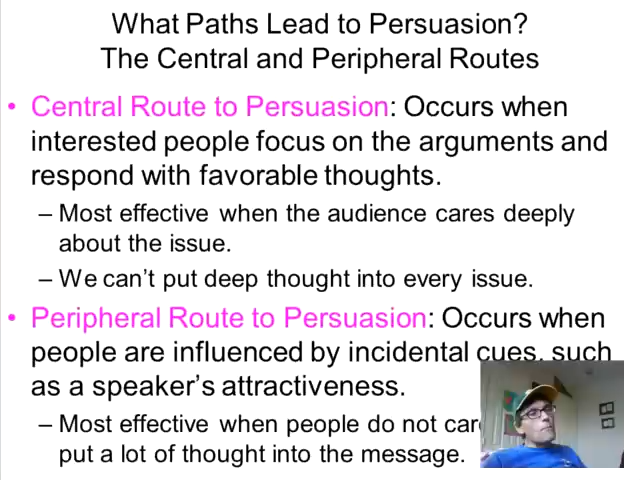 What Paths Lead to Persuasion?
The Central and Peripheral Routes
• Central Route to Persuasion: Occurs when
interested people focus on the arguments and
respond with favorable thoughts.
– Most effective when the audience cares deeply
about the issue.
– We can't put deep thought into every issue.
• Peripheral Route to Persuasion: Occurs when
people are influenced by incidental cues, such
as a speaker's attractiveness.
– Most effective when people do not
put a lot of thought into the message.